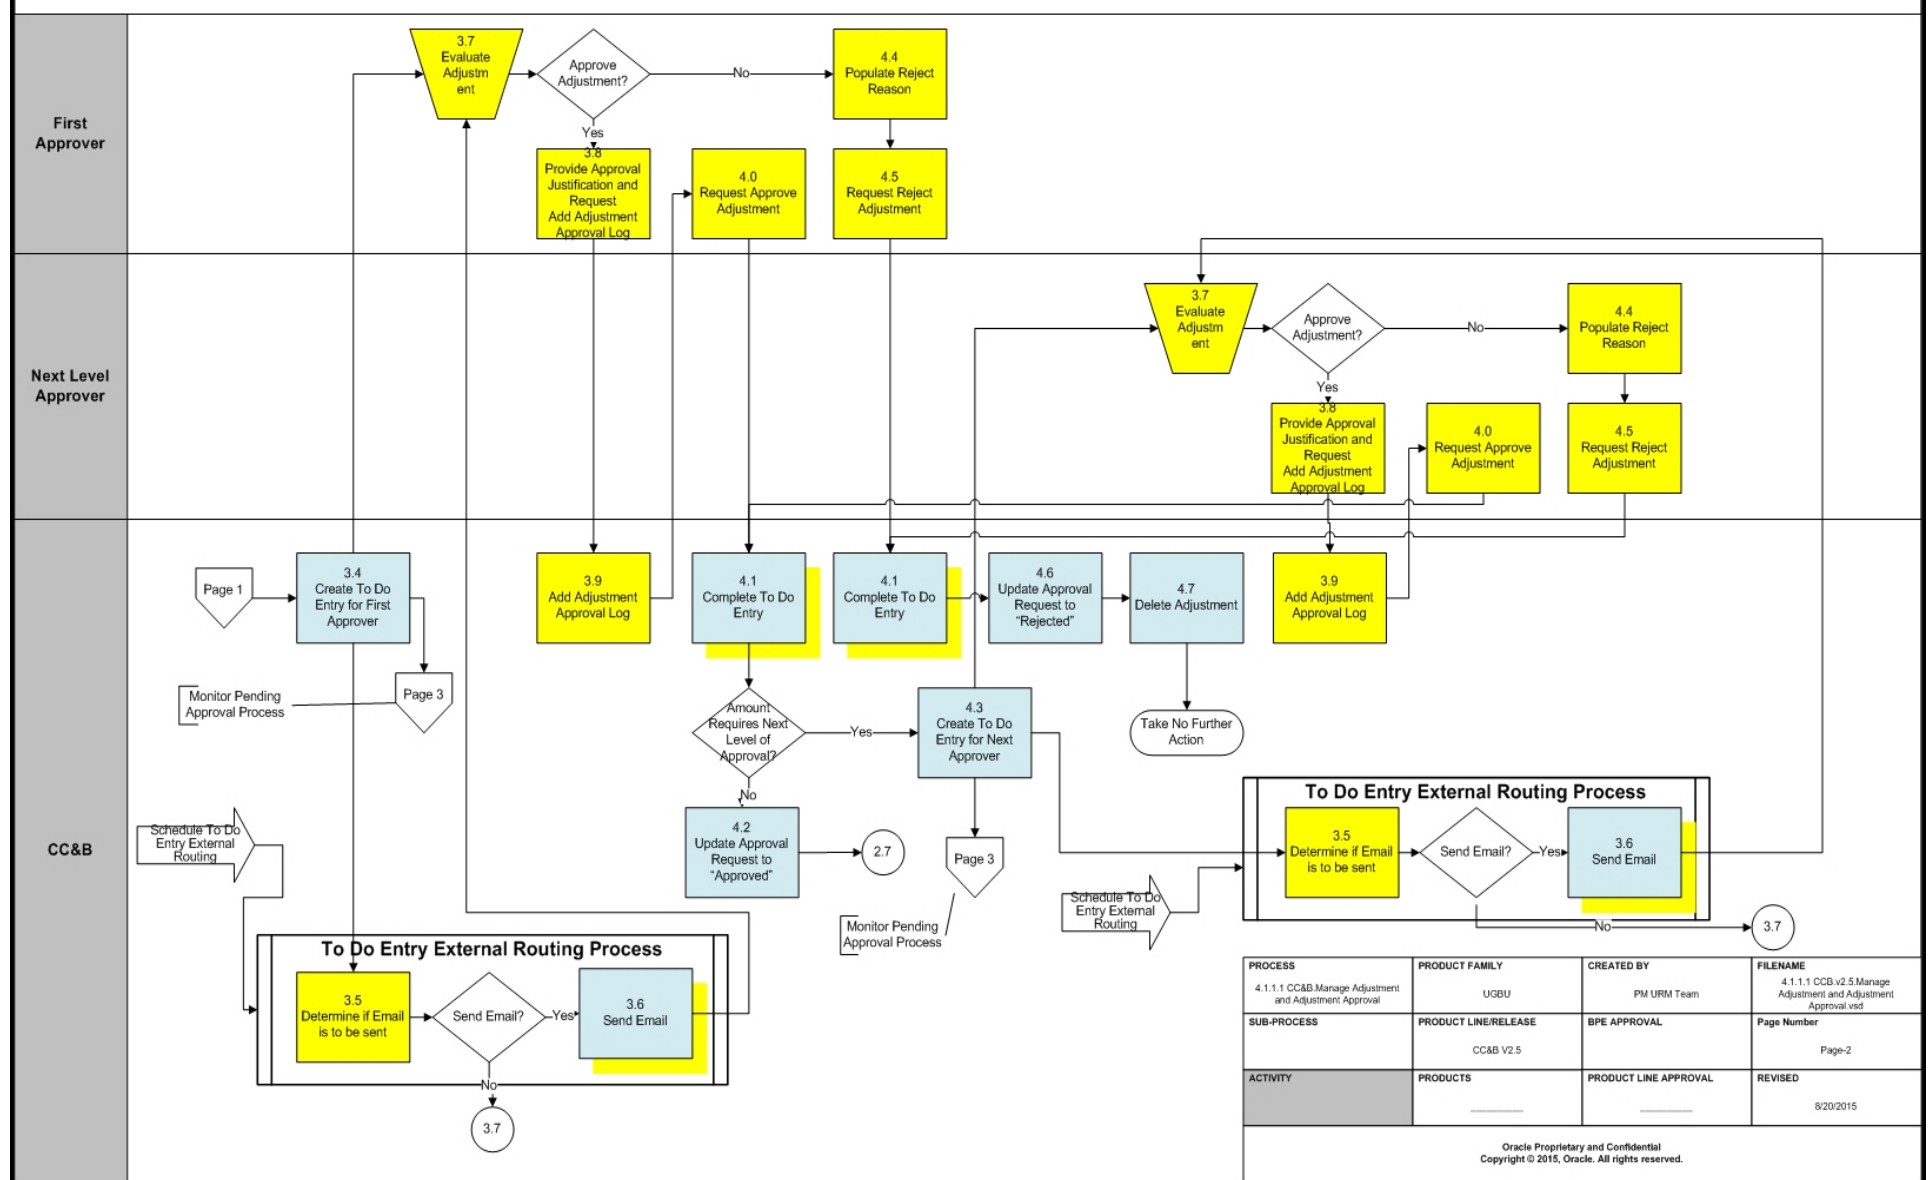 First
Approver
3.7
Evaluate
Adjustm
ent
Approve
Adjustment?
No
4.4
Populate Reject
Reason
Yes
3.8
Provide Approval
Justification and
Request
Add Adjustment
Approval Log
4.0
Request Approve
Adjustment
4.5
Request Reject
Adjustment
Next Level
Approver
3.7
Evaluate
Adjustm
ent
Approve
Adjustment?
No
4.4
Populate Reject
Reason
Yes
3.8
Provide Approval
Justification and
Request
Add Adjustment
Approval Log
4.0
Request Approve
Adjustment
4.5
Request Reject
Adjustment
CC&B
Page 1
3.4
Create To Do
Entry for First
Approver
3.9
Add Adjustment
Approval Log
4.1
Complete To Do
Entry
4.1
Complete To Do
Entry
4.6
Update Approval
Request to
“Rejected”
4.7
Delete Adjustment
3.9
Add Adjustment
Approval Log
Monitor Pending
Approval Process
Page 3
Amount
Requires Next
Level of
Approval?
Yes
4.3
Create To Do
Entry for Next
Approver
Take No Further
Action
No
4.2
Update Approval
Request to
“Approved”
2.7
Page 3
Monitor Pending
Approval Process
Schedule To Do
Entry External
Routing
To Do Entry External Routing Process
3.5
Determine if Email
is to be sent
Send Email?
Yes
3.6
Send Email
No
3.7
Schedule To Do
Entry External
Routing
To Do Entry External Routing Process
3.5
Determine if Email
is to be sent
Send Email?
Yes
3.6
Send Email
No
3.7
PROCESS
4.1.1.1 CC&B.Manage Adjustment
and Adjustment Approval
PRODUCT FAMILY
UGBU
CREATED BY
PM URM Team
FILENAME
4.1.1.1 CCB.v2.5.Manage
Adjustment and Adjustment
Approval.vsd
SUB-PROCESS
PRODUCT LINE/RELEASE
CC&B V2.5
BPE APPROVAL
Page Number
Page-2
ACTIVITY
PRODUCTS
PRODUCT LINE APPROVAL
REVISED
8/20/2015
Oracle Proprietary and Confidential
Copyright © 2015, Oracle. All rights reserved.